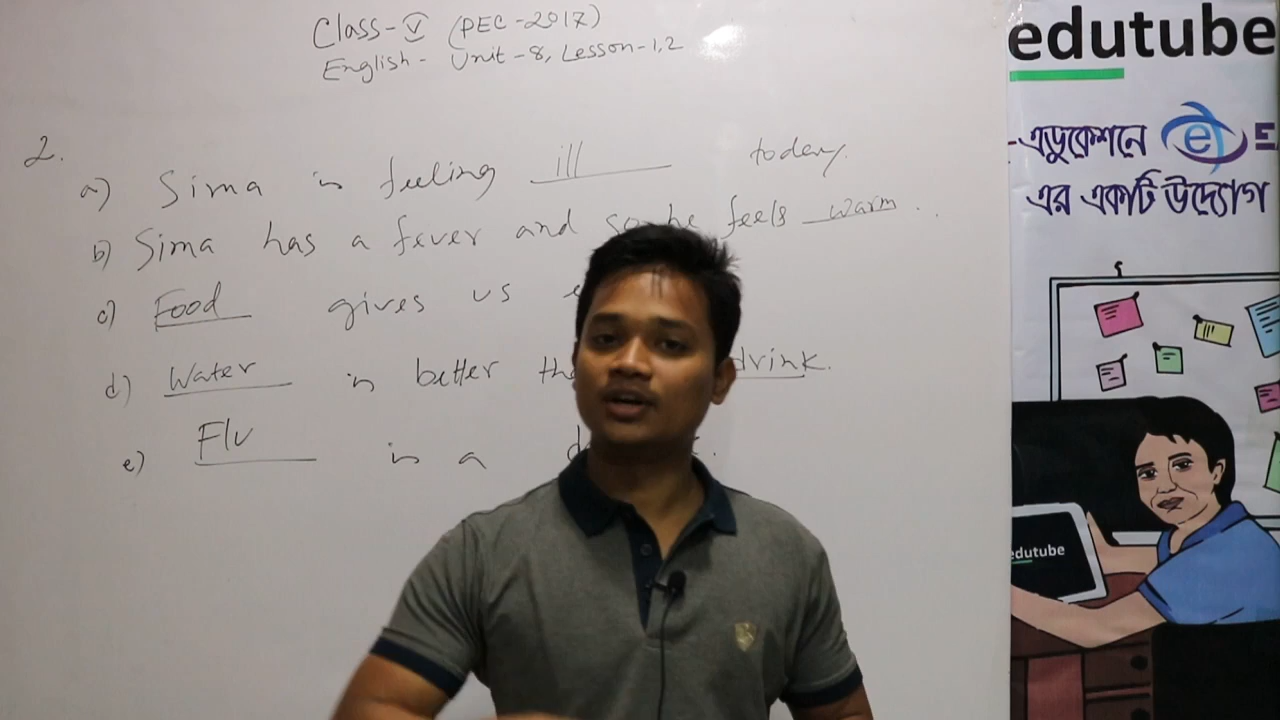 Class-V (PEC-2017)
English- Unit-8, Lesson-1,2
2.
a) Sima is feeling ill today.
b) Sima has a fever and so he feels warm.
c) Food gives us
d) Water is better drink.
e) Flu is a
edutube
-এডুকেশনে e E
এর একটি উদ্যোগ
edutube